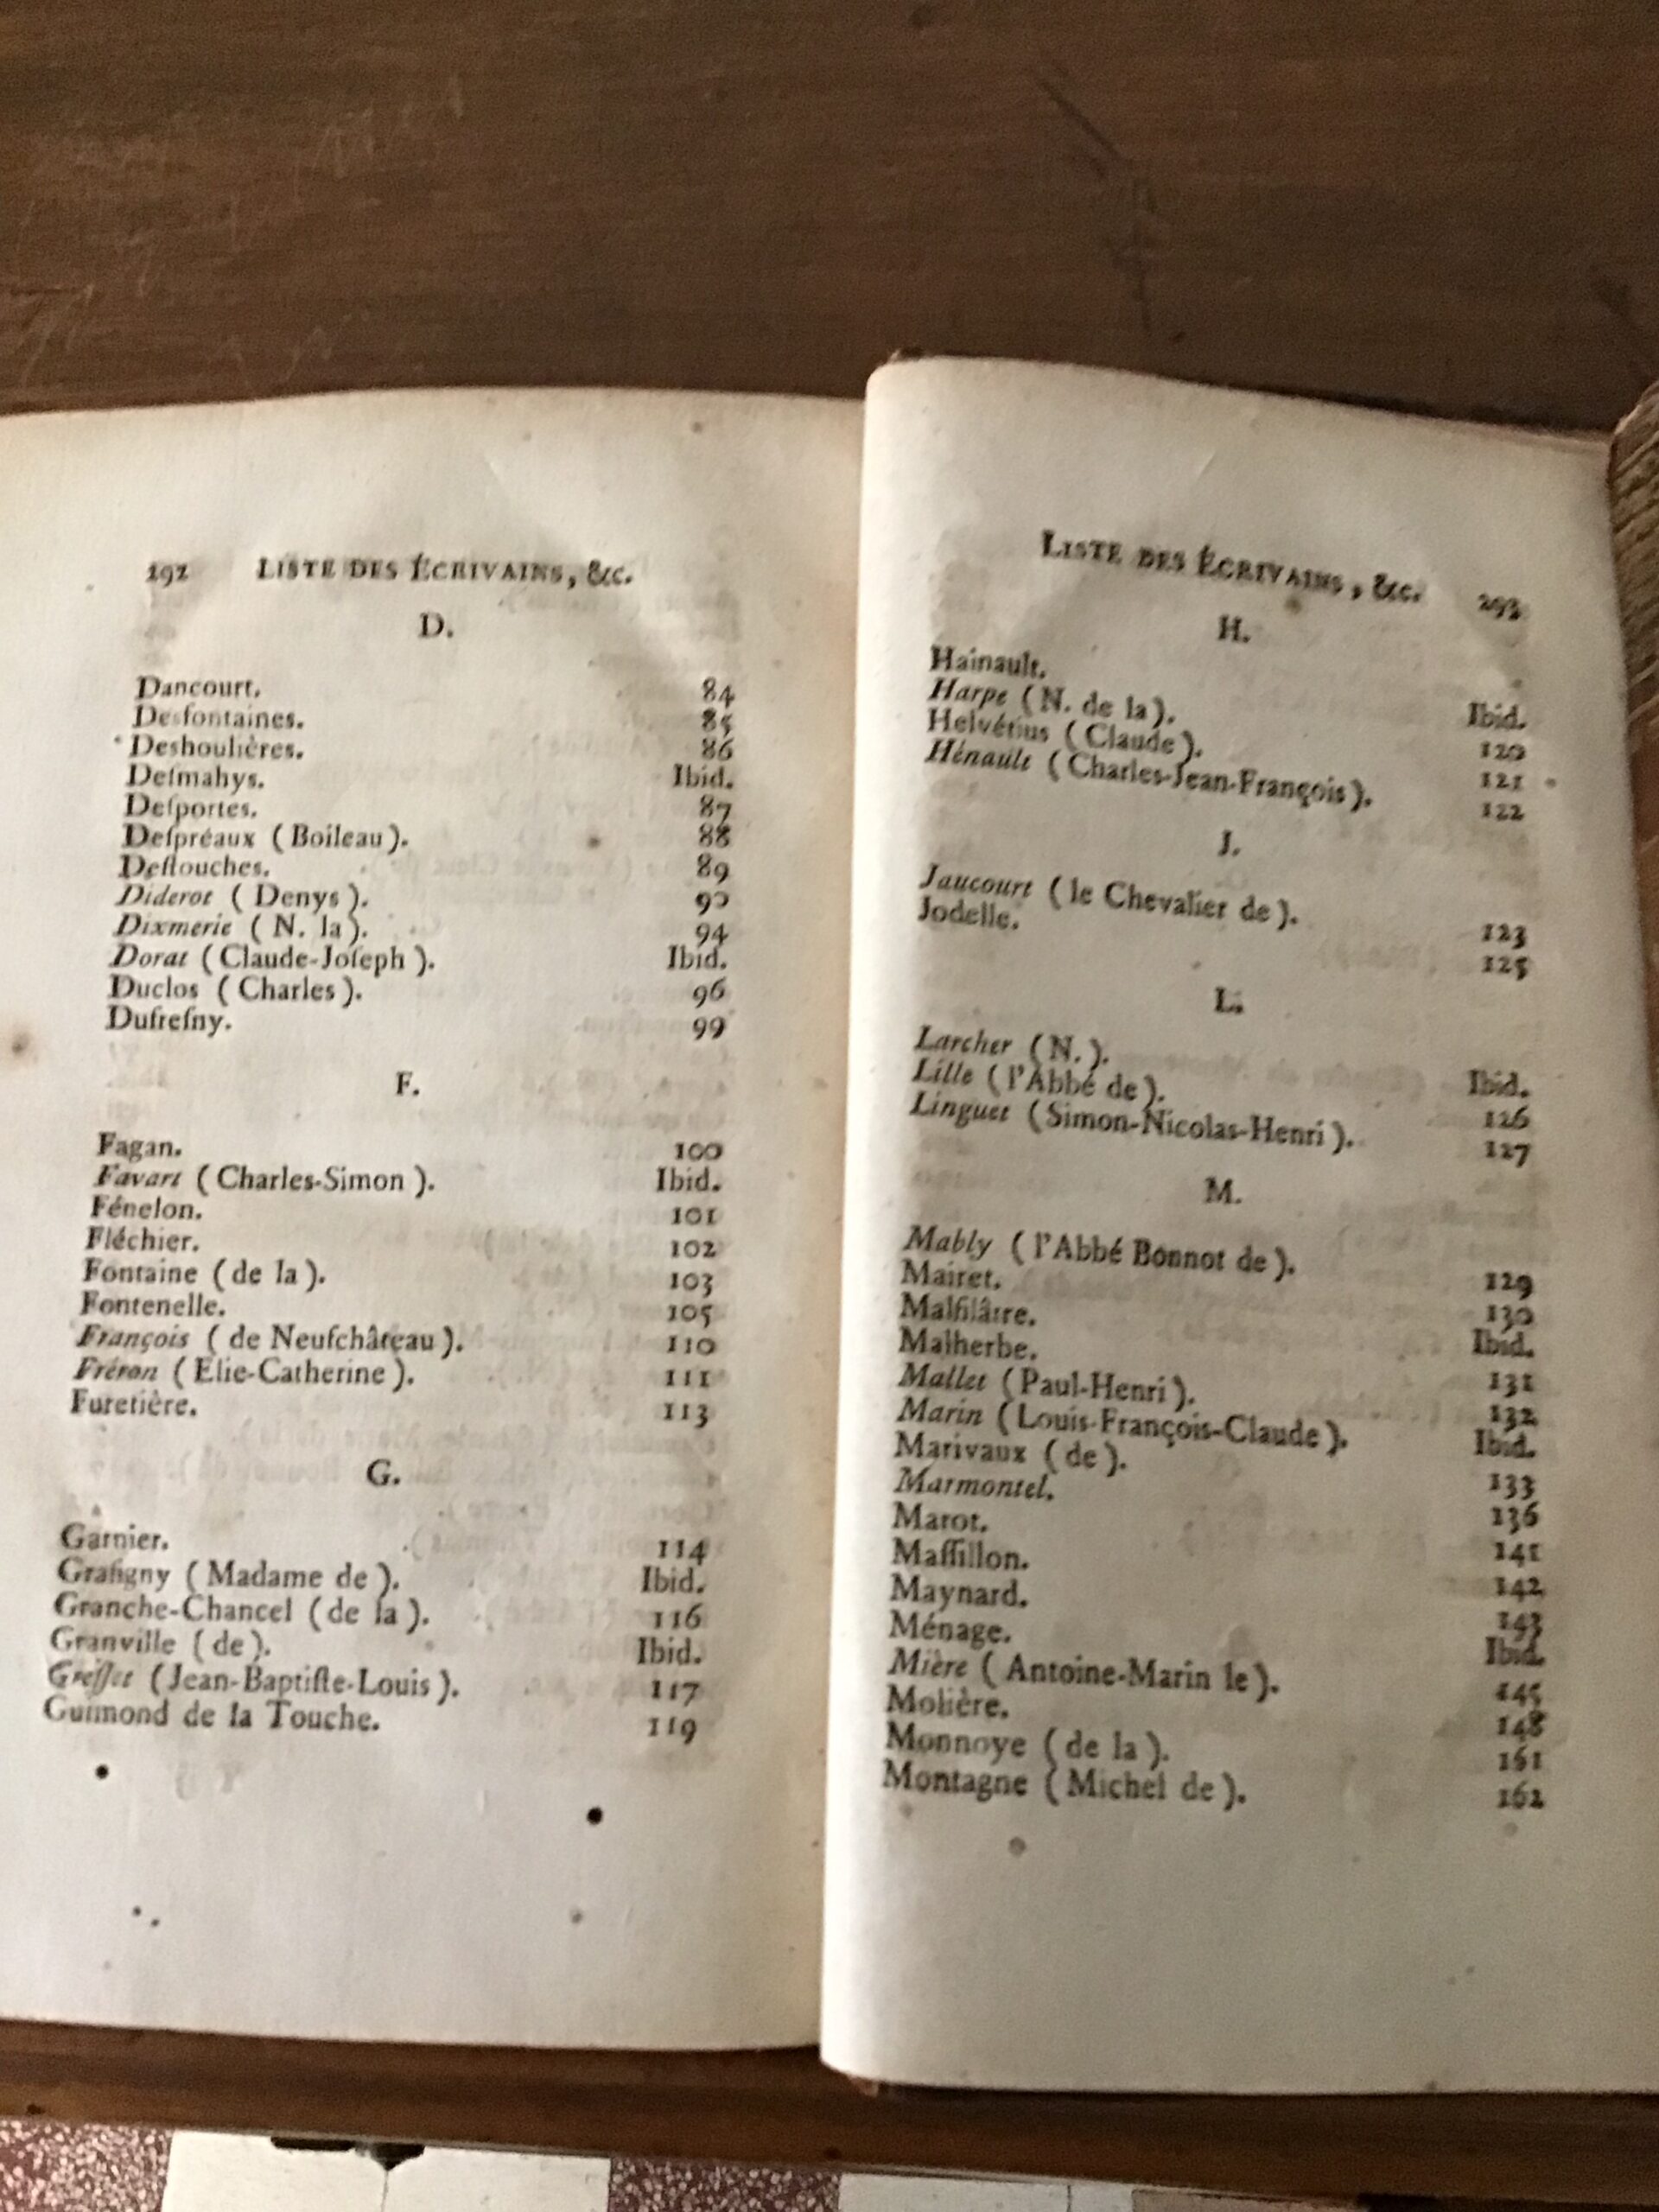 192 LISTE DES ÉCRIVAINS, &c.
D.
Dancourt. 84
Desfontaines. 85
Deshoulières. 86
Deſmahys. Ibid.
Deſportes. 87
Deſpréaux ( Boileau ). 88
Deſtouches. 89
Diderot ( Denys ). 90
Dixmerie ( N. la ). 94
Dorat ( Claude-Joſeph ). Ibid.
Duclos ( Charles ). 96
Dufreſny. 99
F.
Fagan. 100
Favart ( Charles-Simon ). Ibid.
Fénelon. 101
Fléchier. 102
Fontaine ( de la ). 103
Fontenelle. 105
François ( de Neufchâteau ). 110
Fréron ( Elie-Catherine ). 111
Furetière. 113
G.
Garnier. 114
Grafigny ( Madame de ). Ibid.
Granche-Chancel ( de la ). 116
Granville ( de ). Ibid.
Greſſet ( Jean-Baptiſte-Louis ). 117
Guimond de la Touche. 119
LISTE DES ÉCRIVAINS, &c. 293
H.
Hainault. Ibid.
Harpe ( N. de la ). 120
Helvétius ( Claude ). 121
Hénault ( Charles-Jean-François ). 122
J.
Jaucourt ( le Chevalier de ). 123
Jodelle. 125
L.
Larcher ( N. ). Ibid.
Lille ( l'Abbé de ). 126
Linguet ( Simon-Nicolas-Henri ). 127
M.
Mably ( l'Abbé Bonnot de ). 129
Mairet. 130
Malfilâtre. Ibid.
Malherbe. 131
Mallet ( Paul-Henri ). 132
Marin ( Louis-François-Claude ). Ibid.
Marivaux ( de ). 133
Marmontel. 136
Marot. 141
Maſſillon. 142
Maynard. 143
Ménage. Ibid.
Mière ( Antoine-Marin le ). 145
Molière. 148
Monnoye ( de la ). 161
Montagne ( Michel de ). 162